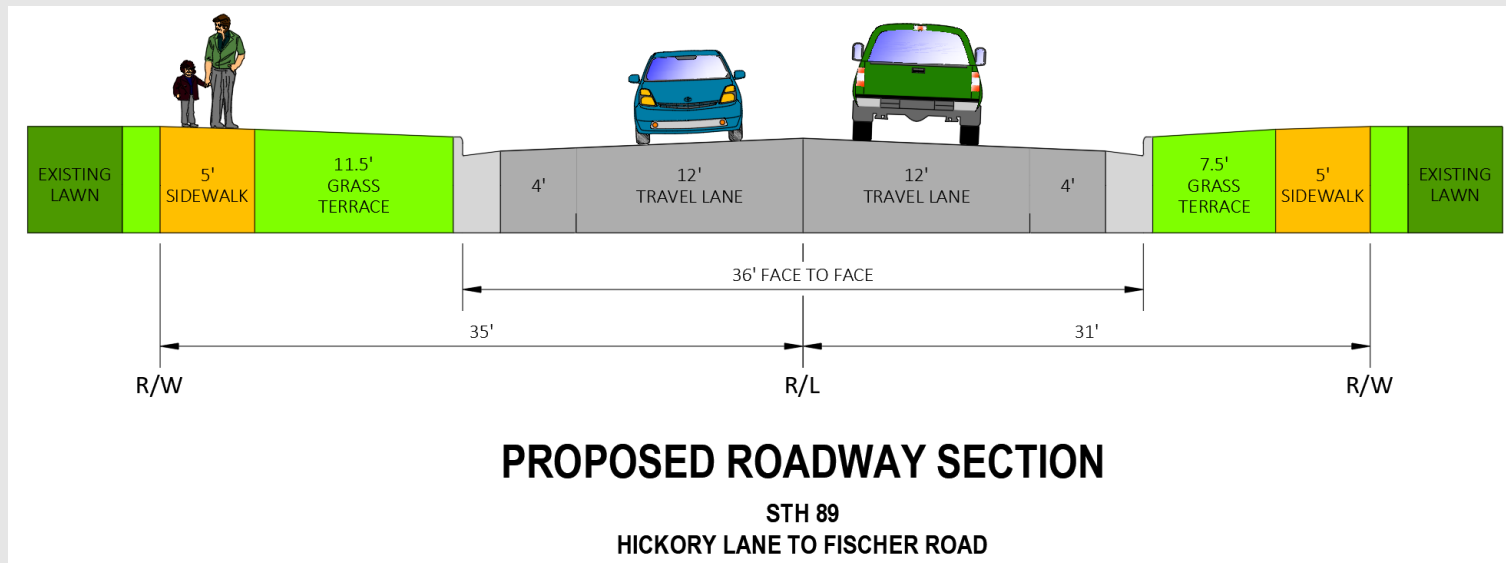 EXISTING
LAWN
5'
SIDEWALK
11.5'
GRASS
TERRACE
4'
12'
TRAVEL LANE
12'
TRAVEL LANE
4'
7.5'
GRASS
TERRACE
5'
SIDEWALK
EXISTING
LAWN
36' FACE TO FACE
35'
31'
R/W
R/L
R/W
PROPOSED ROADWAY SECTION
STH 89
HICKORY LANE TO FISCHER ROAD